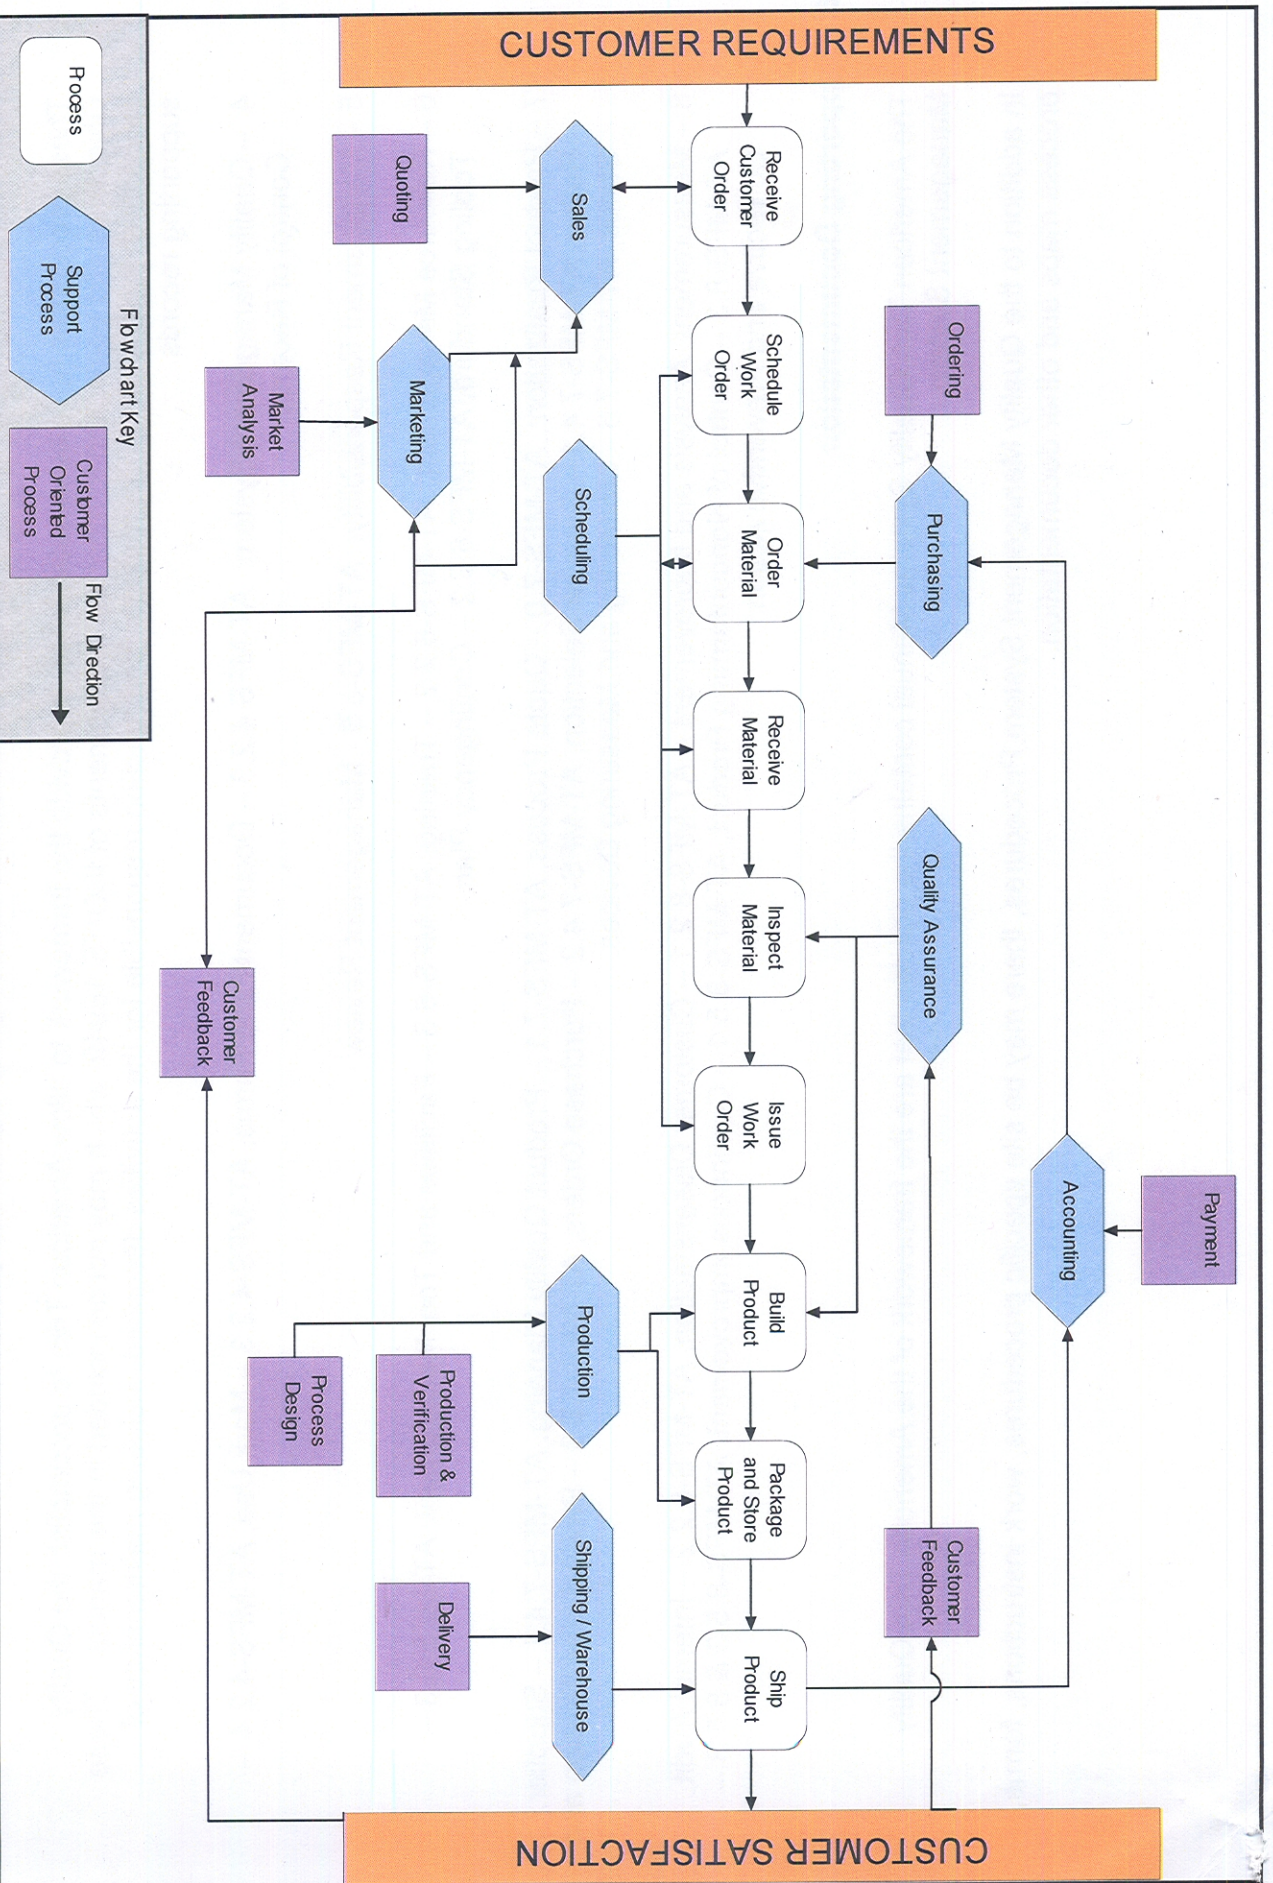 CUSTOMER REQUIREMENTS
Payment
Accounting
Ordering
Purchasing
Quality Assurance
Customer
Feedback
Receive
Customer
Order
Schedule
Work
Order
Order
Material
Receive
Material
Inspect
Material
Issue
Work
Order
Build
Product
Package
and Store
Product
Ship
Product
Sales
Scheduling
Production
Shipping / Warehouse
Quoting
Marketing
Production &
Verification
Delivery
Market
Analysis
Process
Design
Customer
Feedback
CUSTOMER SATISFACTION
Flowchart Key
Process
Support
Process
Customer
Oriented
Process
Flow Direction